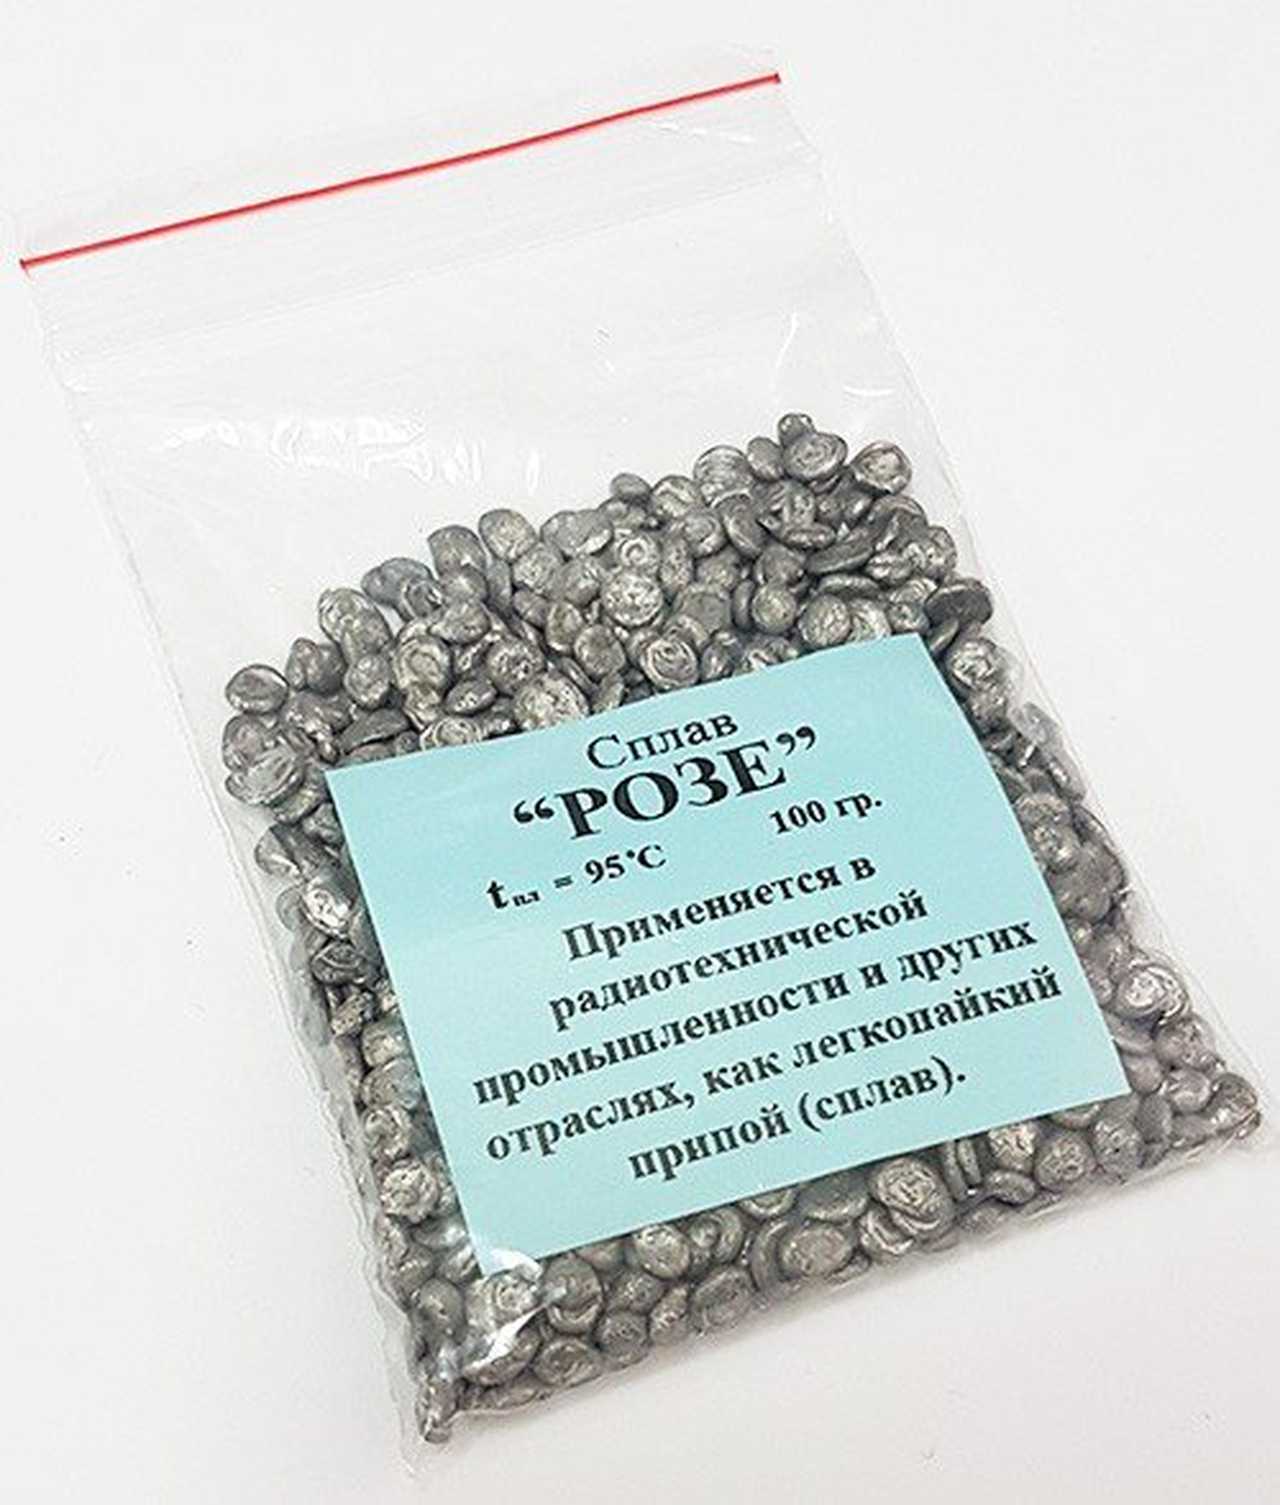 Сплав
“РОЗЕ”
tпл = 95°C 100 гр.
Применяется в
радиотехнической
промышленности и других
отраслях, как легкопайкий
припой (сплав).